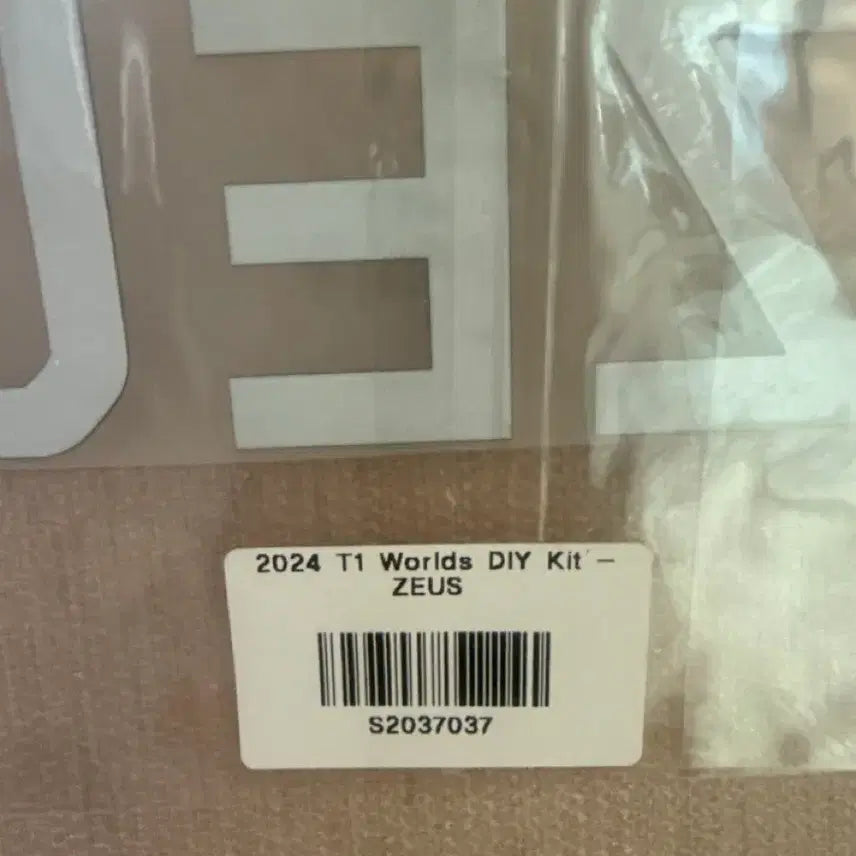 2024 T1 Worlds DIY Kit -
ZEUS
S2037037